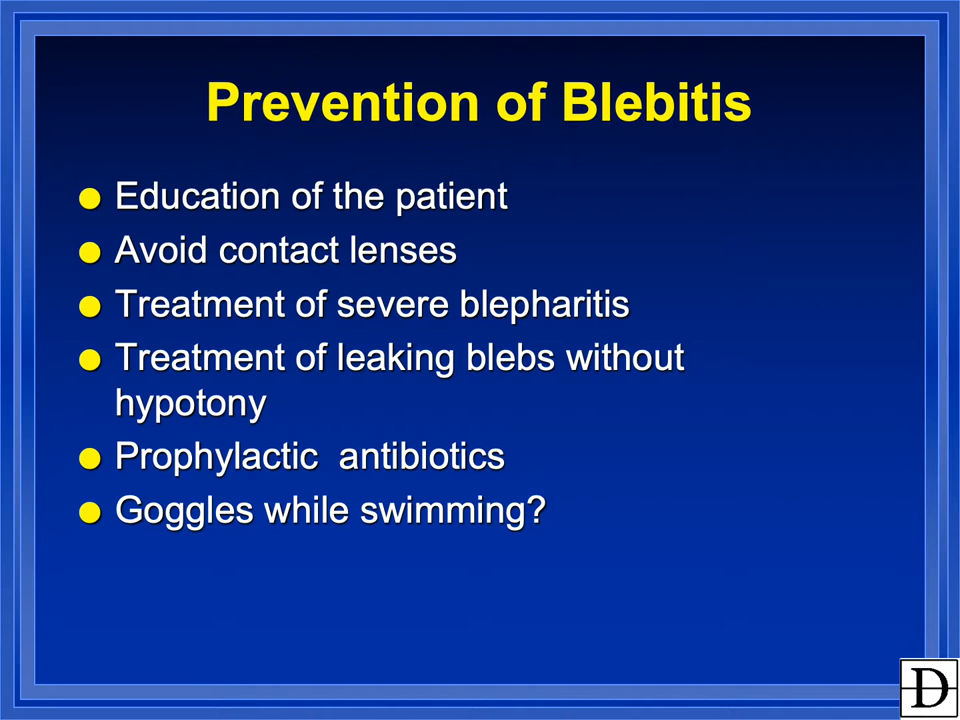 Prevention of Blebitis
Education of the patient
Avoid contact lenses
Treatment of severe blepharitis
Treatment of leaking blebs without
hypotony
Prophylactic  antibiotics
Goggles while swimming?
D